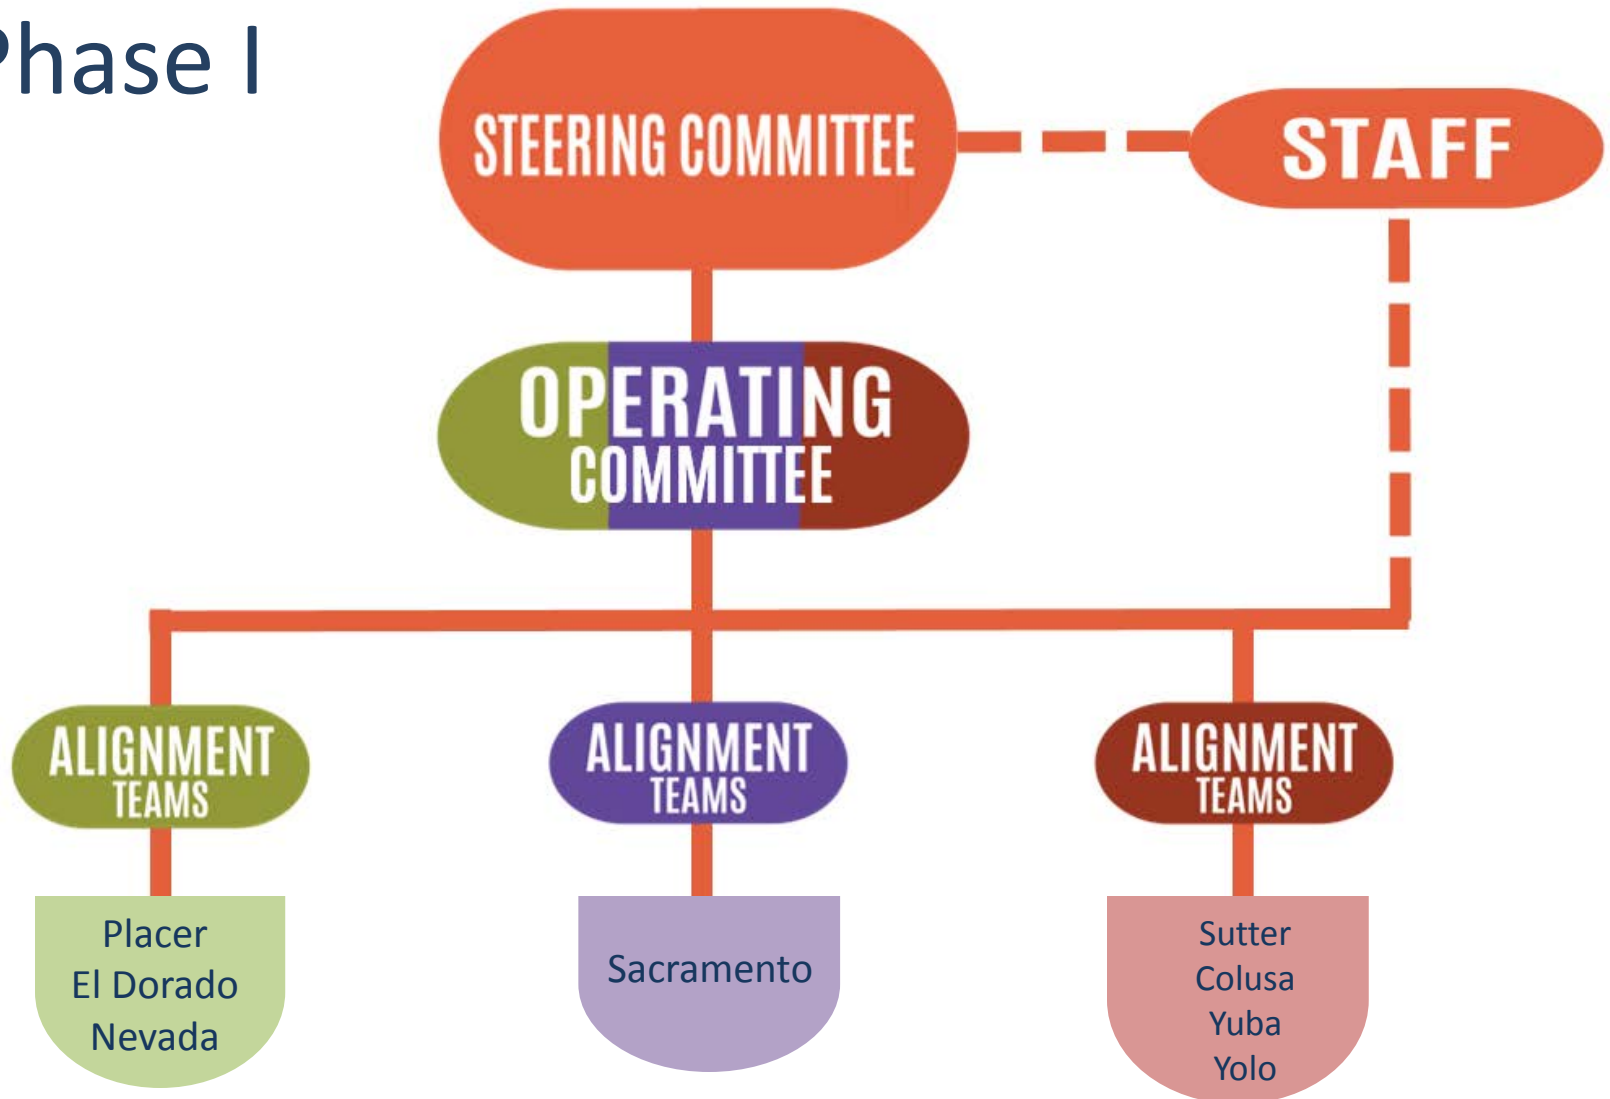 Phase I
STEERING COMMITTEE
STAFF
OPERATING
COMMITTEE
ALIGNMENT
TEAMS
ALIGNMENT
TEAMS
ALIGNMENT
TEAMS
Placer
El Dorado
Nevada
Sacramento
Sutter
Colusa
Yuba
Yolo